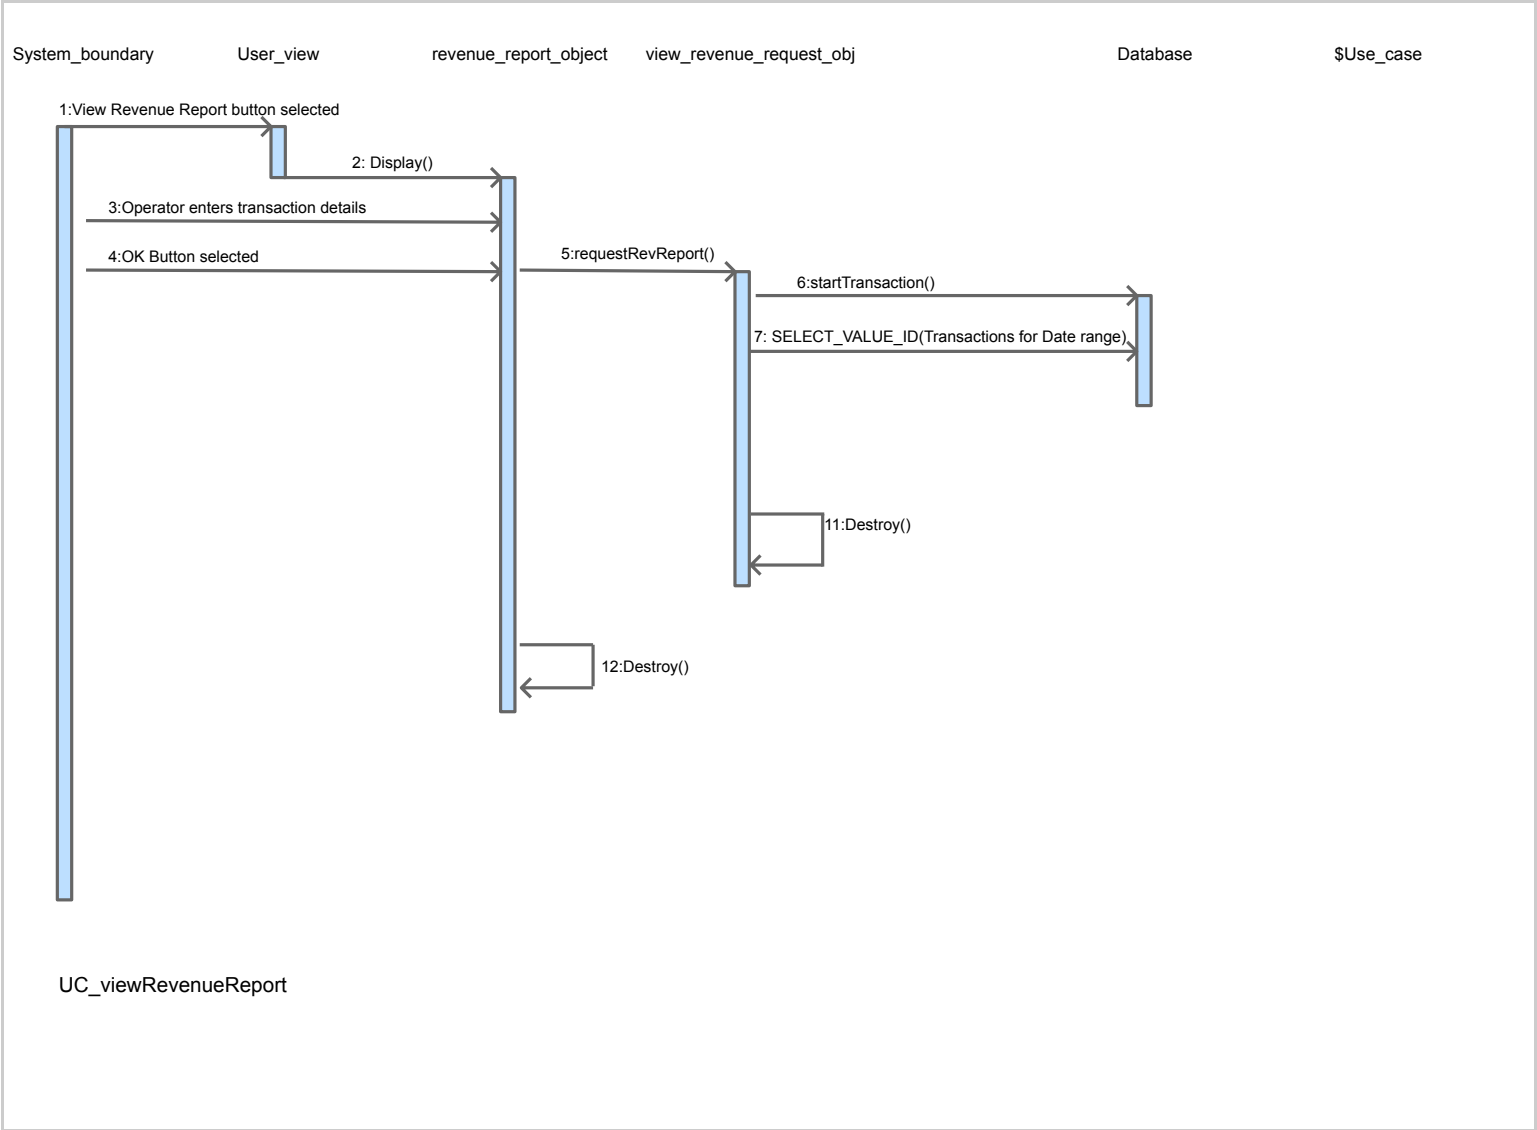 System_boundary
User_view
revenue_report_object
view_revenue_request_obj
Database
$Use_case
1:View Revenue Report button selected
2: Display()
3:Operator enters transaction details
4:OK Button selected
5:requestRevReport()
6:startTransaction()
7: SELECT_VALUE_ID(Transactions for Date range)
11:Destroy()
12:Destroy()
UC_viewRevenueReport